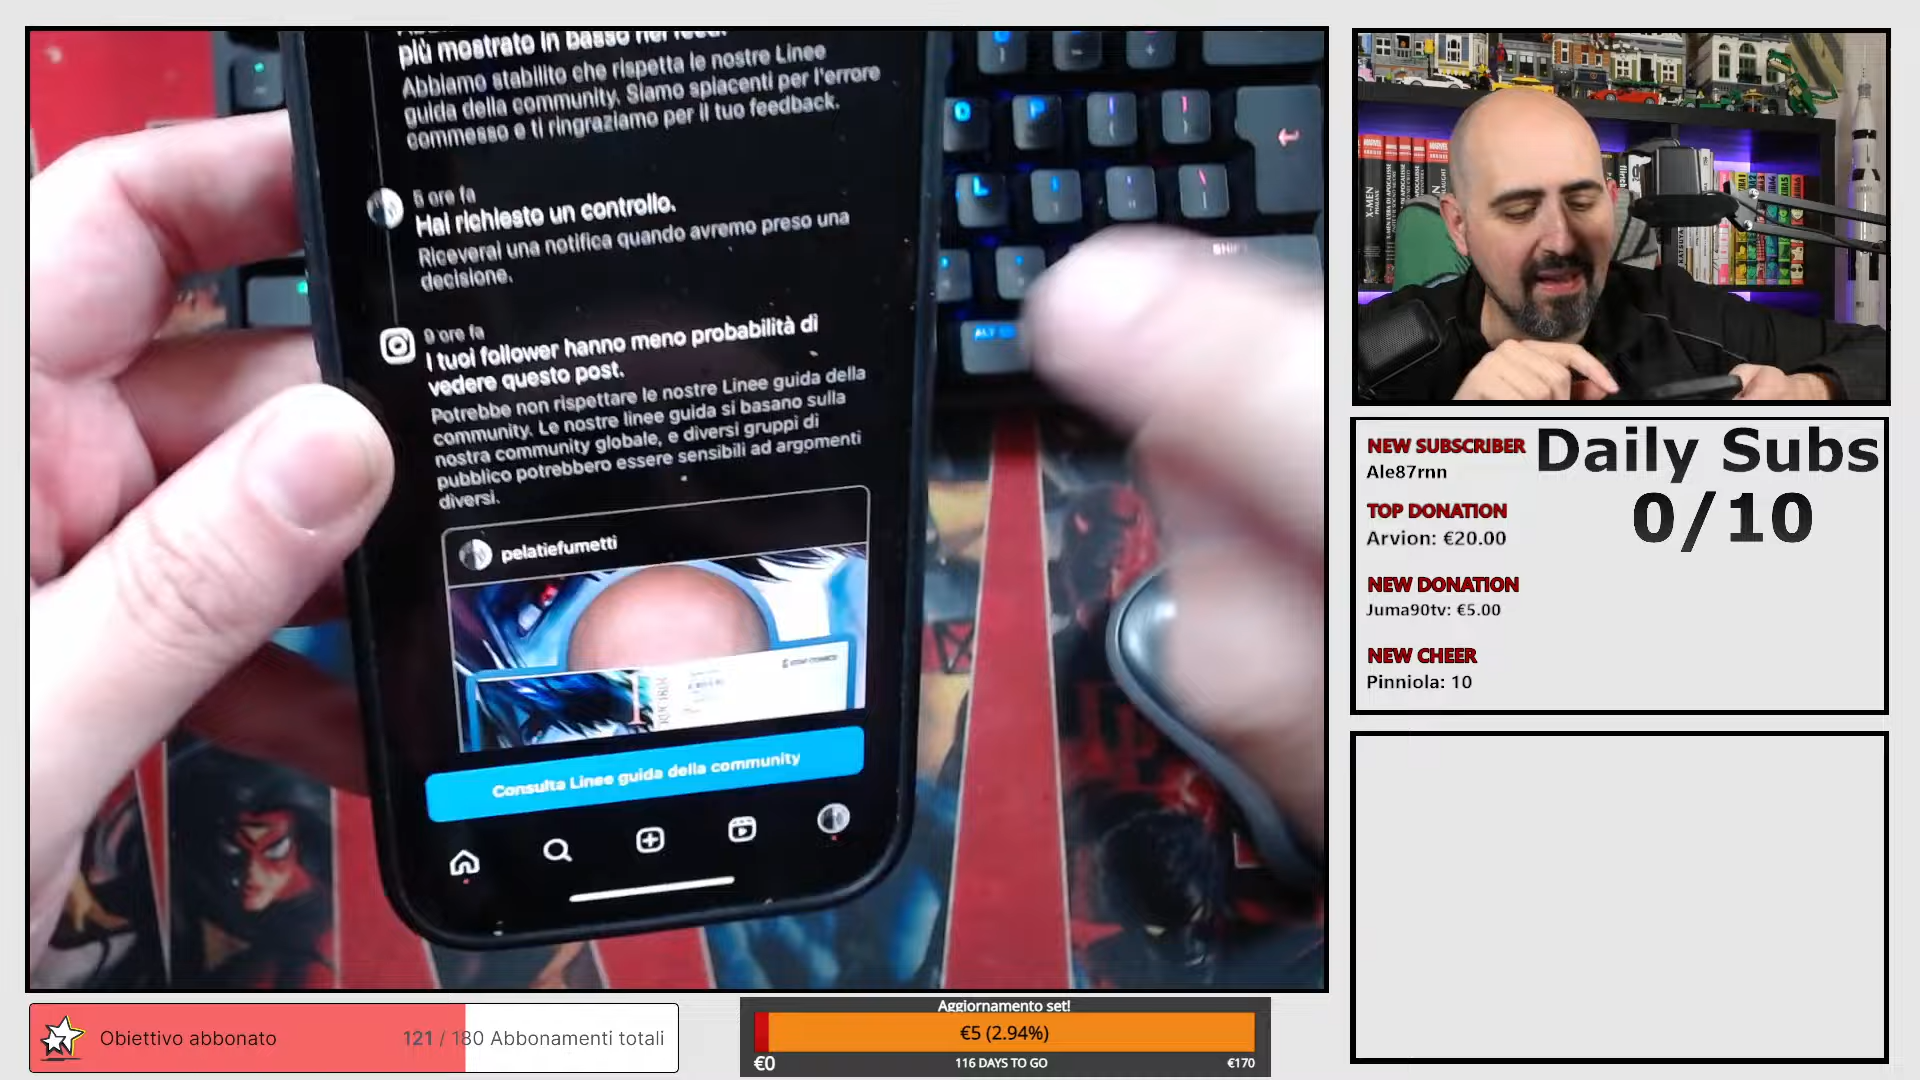 più mostrato in basso nel feed.
Abbiamo stabilito che rispetta le nostre Linee
guida della community. Siamo spiacenti per l'errore
commesso e ti ringraziamo per il tuo feedback.
5 ore fa
Hai richiesto un controllo.
Riceverai una notifica quando avremo preso una
decisione.
9 ore fa
I tuoi follower hanno meno probabilità di
vedere questo post.
Potrebbe non rispettare le nostre Linee guida della
community. Le nostre linee guida si basano sulla
nostra community globale, e diversi gruppi di
pubblico potrebbero essere sensibili ad argomenti
diversi.
pelatiefumetti
Consulta Linee guida della community
O
P
L
SHIFT
X-MEN
NEW SUBSCRIBER
Ale87rnn
TOP DONATION
Arvion: €20.00
NEW DONATION
Juma90tv: €5.00
NEW CHEER
Pinniola: 10
Daily Subs
0/10
Obiettivo abbonato
121 / 180 Abbonamenti totali
Aggiornamento set!
€5 (2.94%)
€0
116 DAYS TO GO
€170